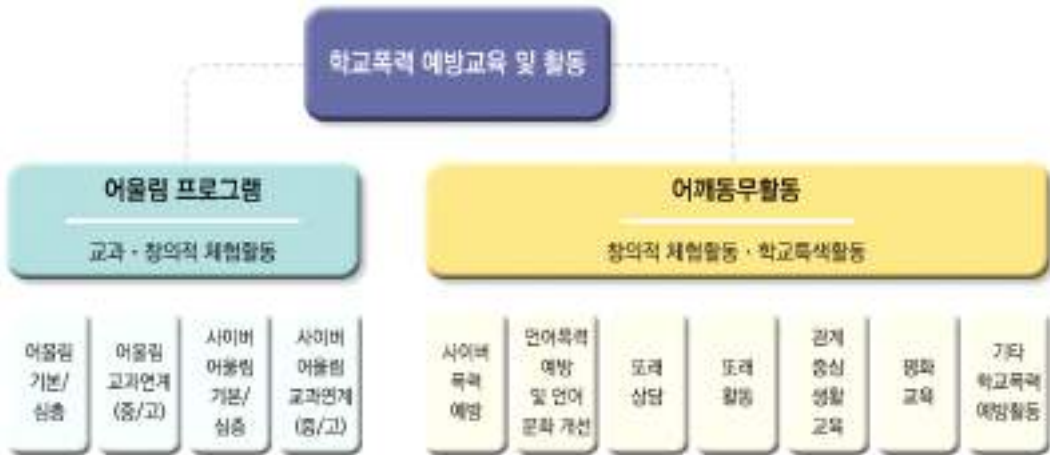 학교폭력 예방교육 및 활동
어울림 프로그램
교과 · 창의적 체험활동
어깨동무활동
창의적 체험활동 · 학교특색활동
어울림
기본/
심층
어울림
교과연계
(중/고)
사이버
어울림
기본/
심층
사이버
어울림
교과연계
(중/고)
사이버
폭력
예방
언어폭력
예방
및 언어
문화 개선
또래
상담
또래
활동
관계
중심
생활
교육
평화
교육
기타
학교폭력
예방활동